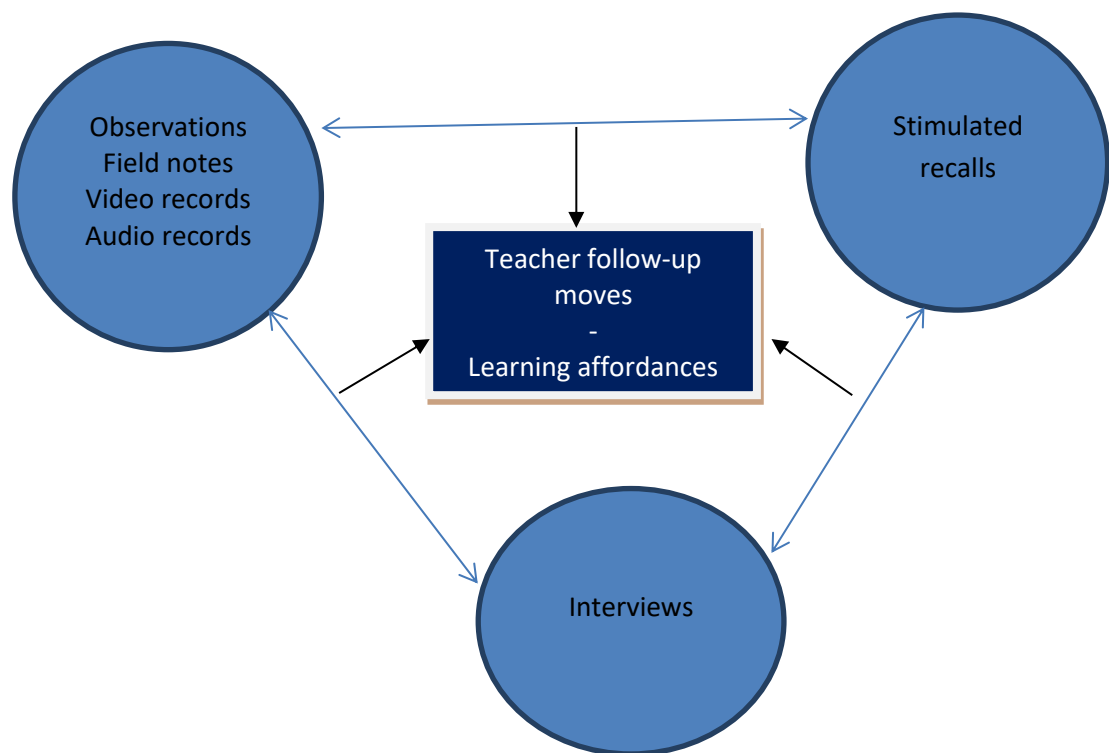 Observations
Field notes
Video records
Audio records
Stimulated
recalls
Teacher follow-up
moves
-
Learning affordances
Interviews